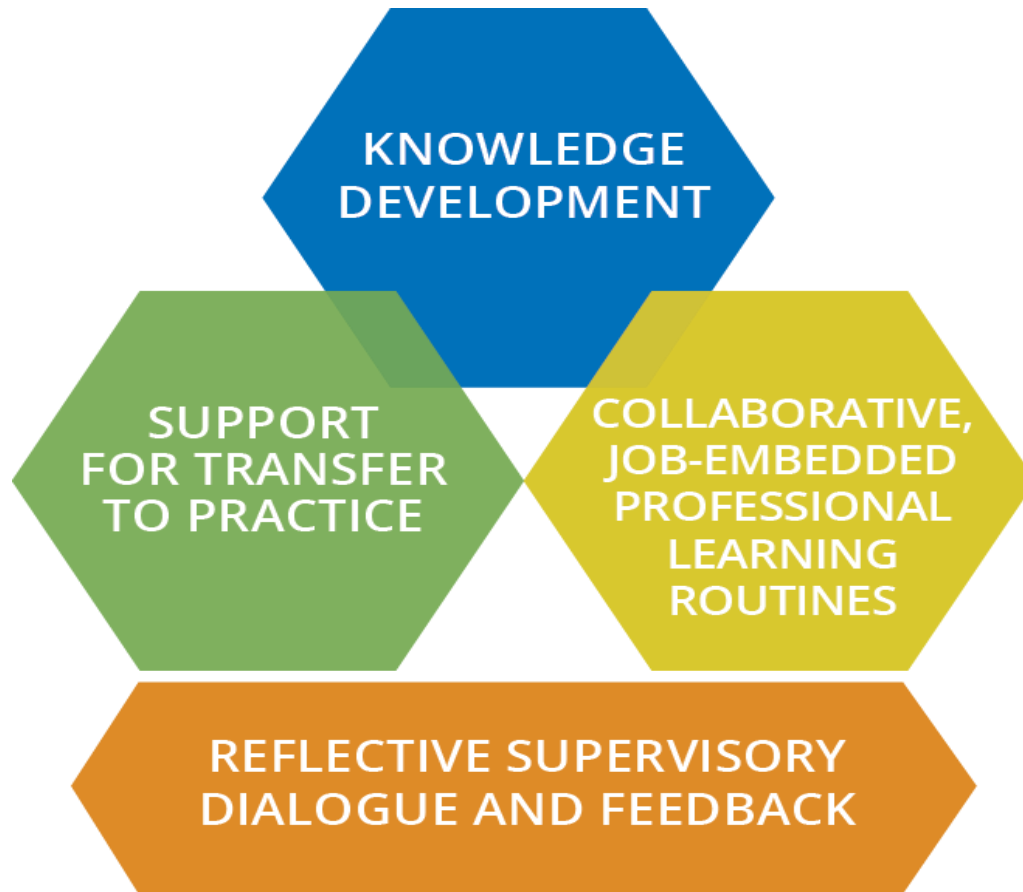 KNOWLEDGE
DEVELOPMENT
SUPPORT
FOR TRANSFER
TO PRACTICE
COLLABORATIVE,
JOB-EMBEDDED
PROFESSIONAL
LEARNING
ROUTINES
REFLECTIVE SUPERVISORY
DIALOGUE AND FEEDBACK